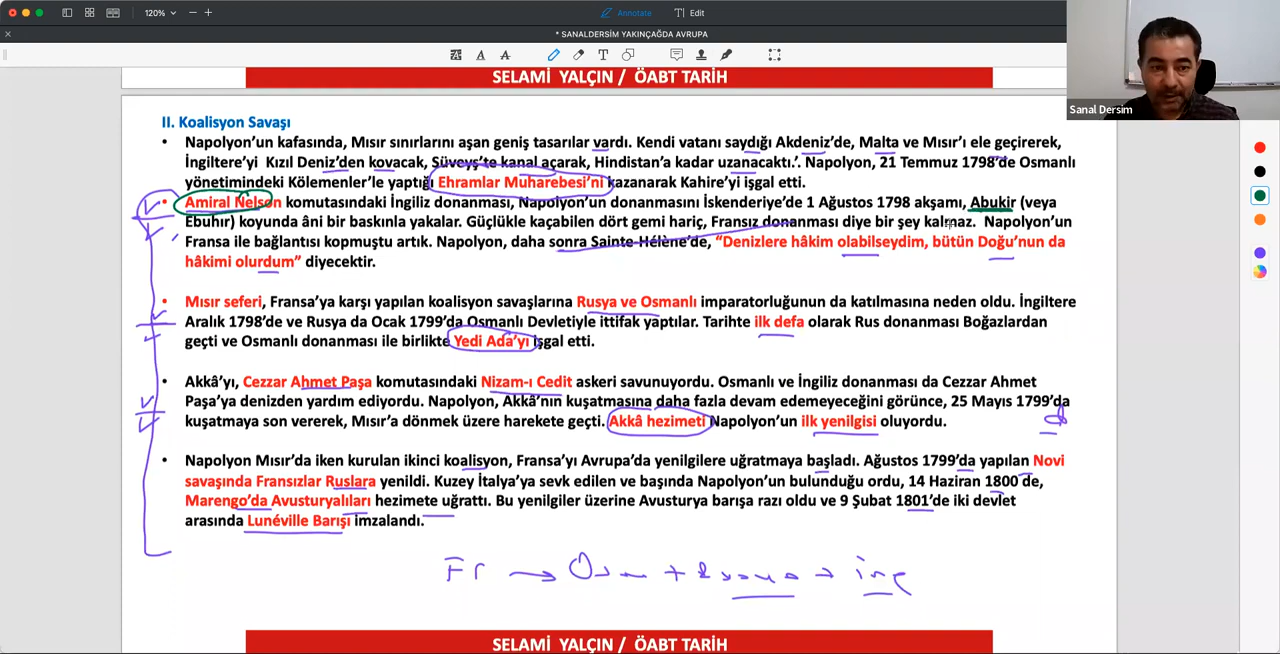 120%
Annotate
Edit
* SANALDERSİM YAKINÇAĞDA AVRUPA
SELAMİ YALÇIN / ÖABT TARİH
Sanal Dersim
II. Koalisyon Savaşı
• Napolyon'un kafasında, Mısır sınırlarını aşan geniş tasarılar vardı. Kendi vatanı saydığı Akdeniz'de, Malta ve Mısır'ı ele geçirerek,
İngiltere'yi Kızıl Deniz'den kovacak, Süveyş'te kanal açarak, Hindistan'a kadar uzanacaktı.'. Napolyon, 21 Temmuz 1798'de Osmanlı
yönetimindeki Kölemenler'le yaptığı Ehramlar Muharebesi'ni kazanarak Kahire'yi işgal etti.
• Amiral Nelson komutasındaki İngiliz donanması, Napolyon'un donanmasını İskenderiye'de 1 Ağustos 1798 akşamı, Abukir (veya
Ebuhır) koyunda âni bir baskınla yakalar. Güçlükle kaçabilen dört gemi hariç, Fransız donanması diye bir şey kalmaz. Napolyon'un
Fransa ile bağlantısı kopmuştu artık. Napolyon, daha sonra Sainte-Hélène'de, "Denizlere hâkim olabilseydim, bütün Doğu'nun da
hâkimi olurdum" diyecektir.
• Mısır seferi, Fransa'ya karşı yapılan koalisyon savaşlarına Rusya ve Osmanlı imparatorluğunun da katılmasına neden oldu. İngiltere
Aralık 1798'de ve Rusya da Ocak 1799'da Osmanlı Devletiyle ittifak yaptılar. Tarihte ilk defa olarak Rus donanması Boğazlardan
geçti ve Osmanlı donanması ile birlikte Yedi Ada'yı işgal etti.
• Akkâ'yı, Cezzar Ahmet Paşa komutasındaki Nizam-ı Cedit askeri savunuyordu. Osmanlı ve İngiliz donanması da Cezzar Ahmet
Paşa'ya denizden yardım ediyordu. Napolyon, Akkâ'nın kuşatmasına daha fazla devam edemeyeceğini görünce, 25 Mayıs 1799'da
kuşatmaya son vererek, Mısır'a dönmek üzere harekete geçti. Akkâ hezimeti Napolyon'un ilk yenilgisi oluyordu.
• Napolyon Mısır'da iken kurulan ikinci koalisyon, Fransa'yı Avrupa'da yenilgilere uğratmaya başladı. Ağustos 1799'da yapılan Novi
savaşında Fransızlar Ruslara yenildi. Kuzey İtalya'ya sevk edilen ve başında Napolyon'un bulunduğu ordu, 14 Haziran 1800'de,
Marengo'da Avusturyalıları hezimete uğrattı. Bu yenilgiler üzerine Avusturya barışa razı oldu ve 9 Şubat 1801'de iki devlet
arasında Lunéville Barışı imzalandı.
Fr → Osm + → ing
SELAMİ YALÇIN / ÖABT TARİH